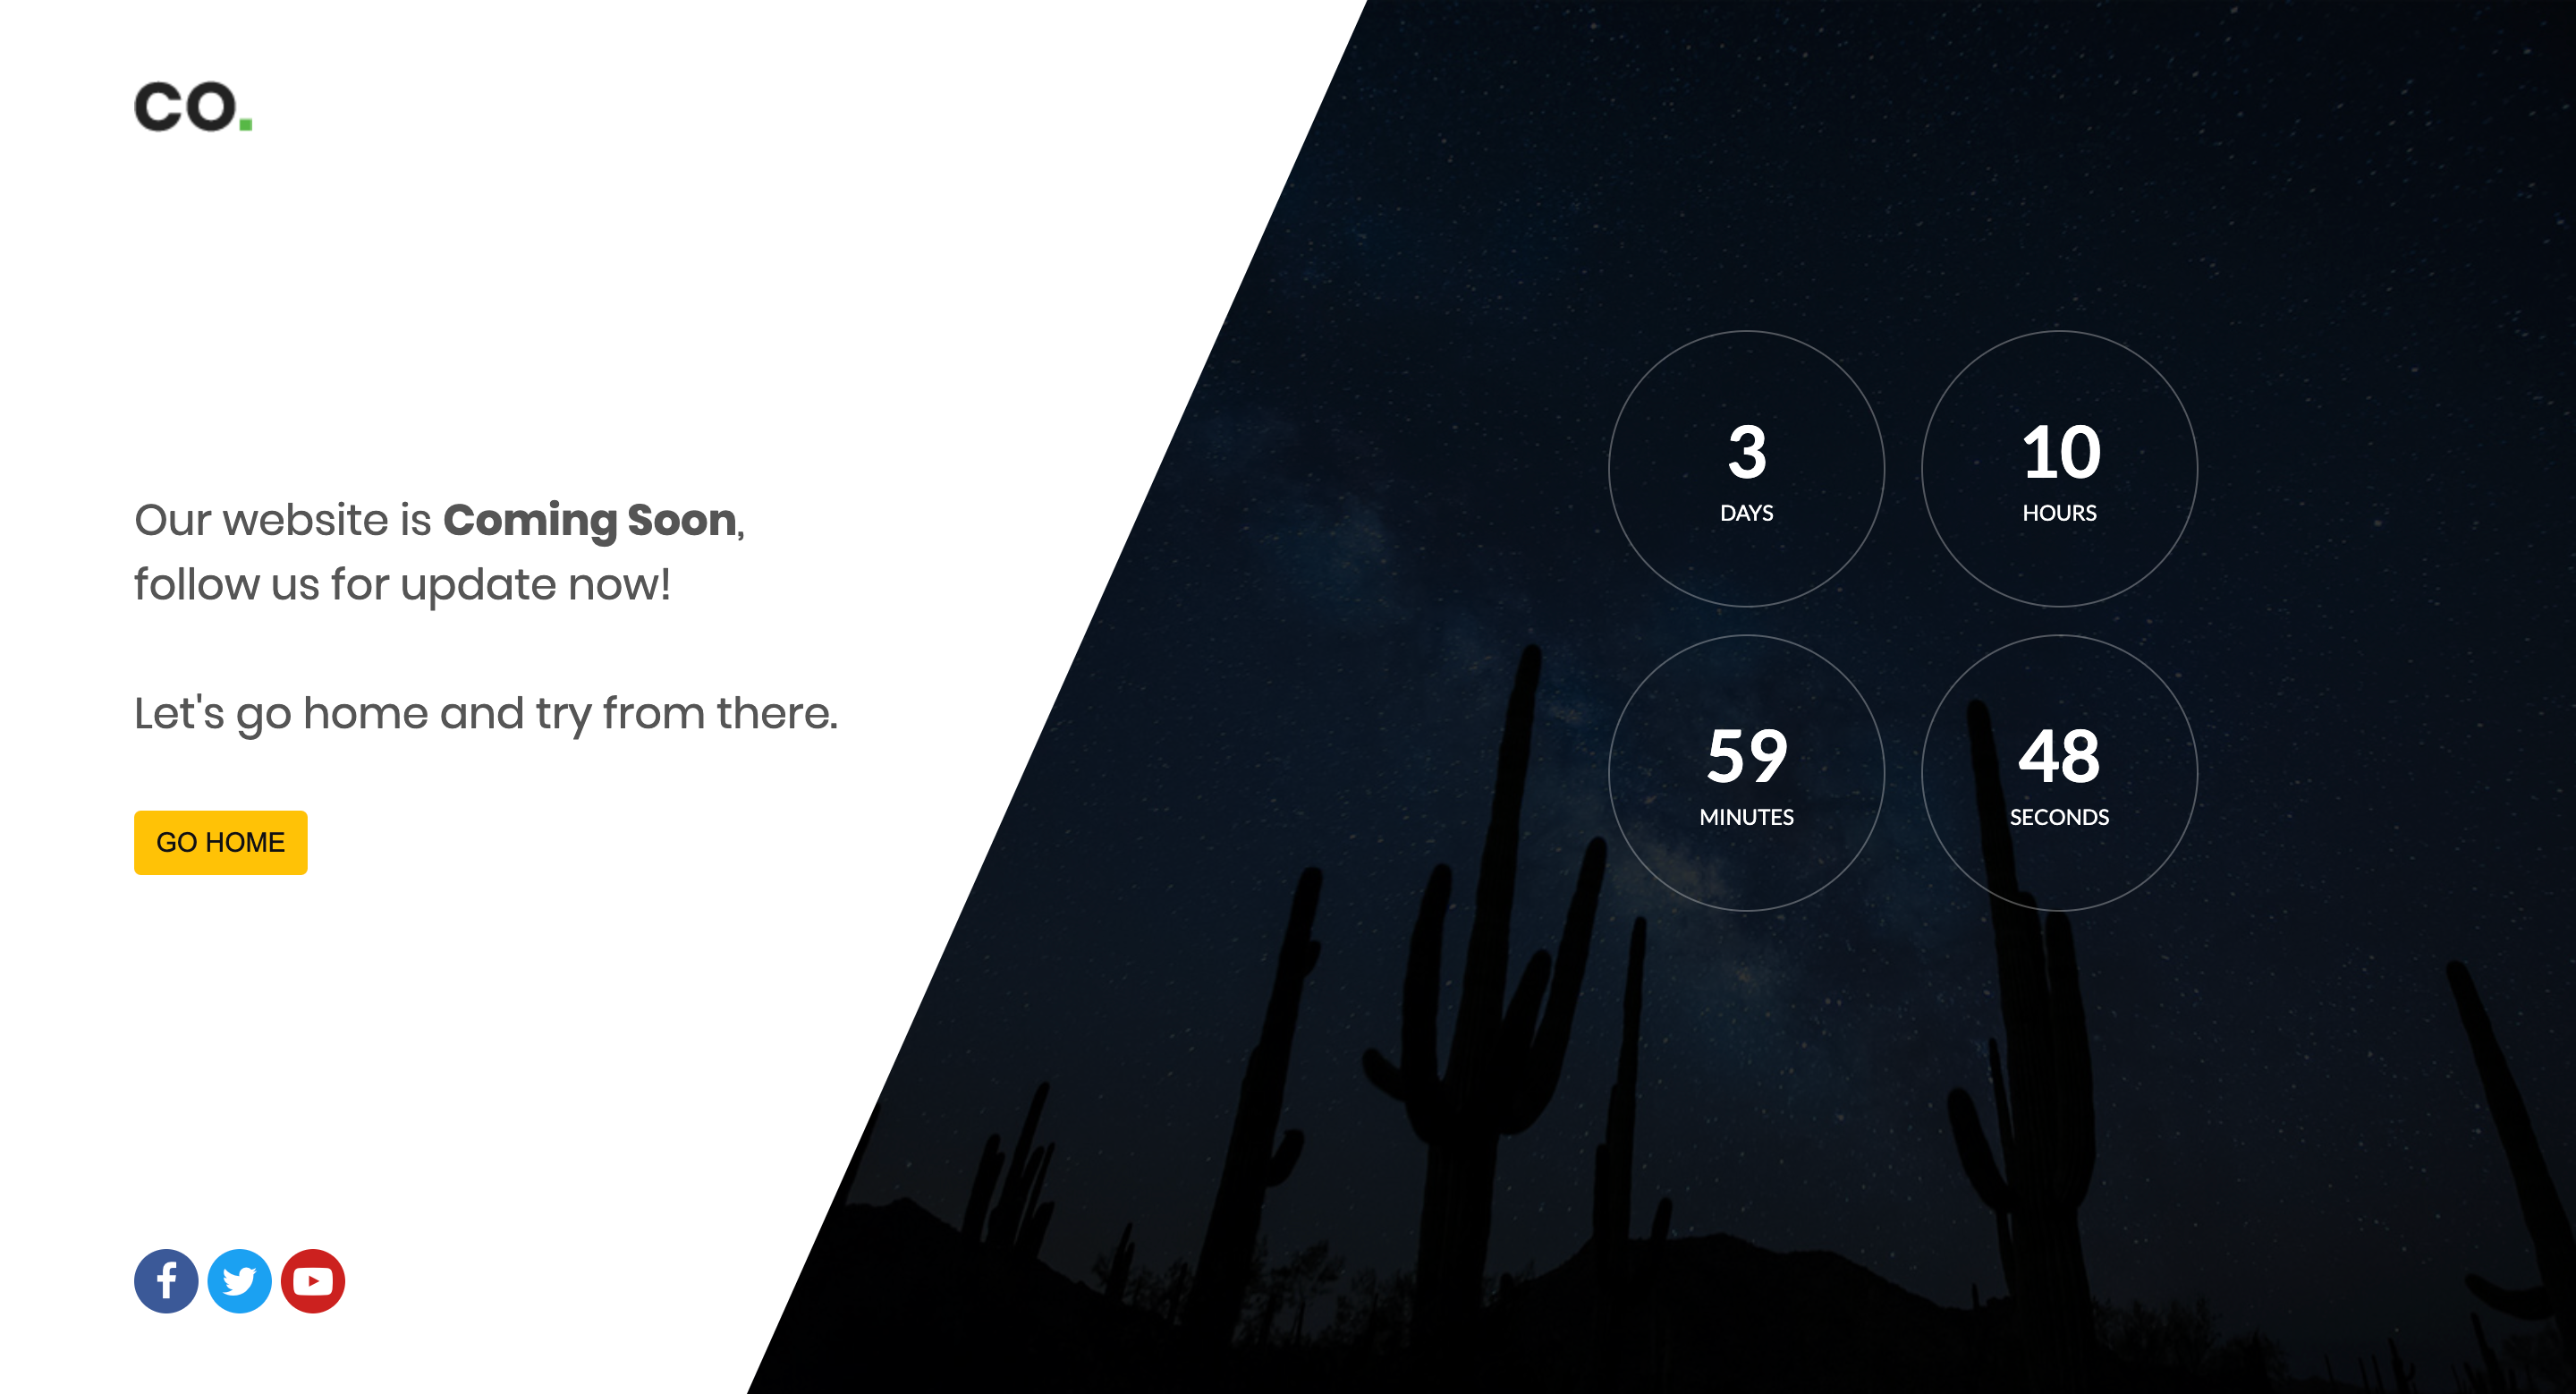 CO.
Our website is Coming Soon,
follow us for update now!
Let's go home and try from there.
GO HOME
3
DAYS
10
HOURS
59
MINUTES
48
SECONDS